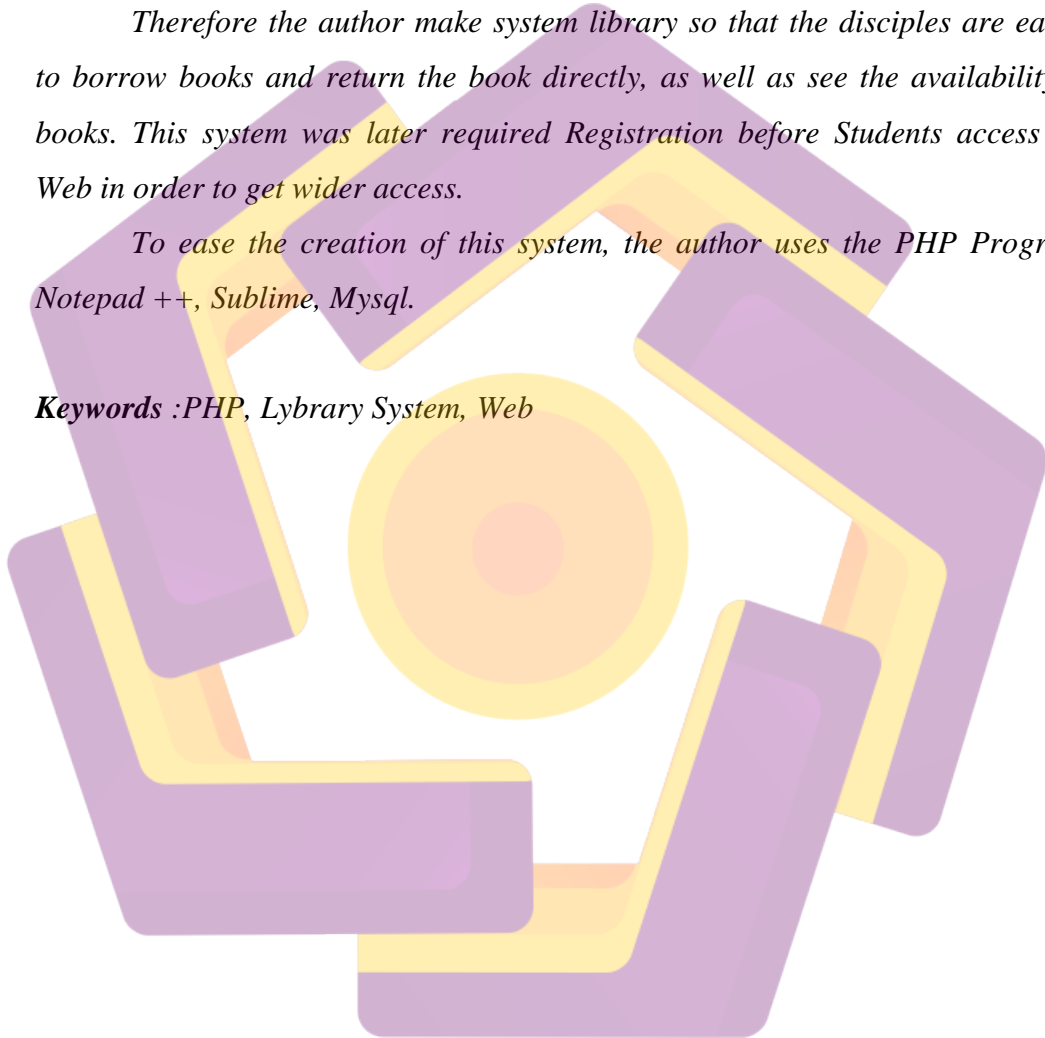 Therefore the author make system library so that the disciples are
to borrow books and return the book directly, as well as see the availability
books. This system was later required Registration before Students access
Web in order to get wider access.
To ease the creation of this system, the author uses the PHP
Notepad ++, Sublime, Mysql.
Keywords :PHP, Lybrary System, Web